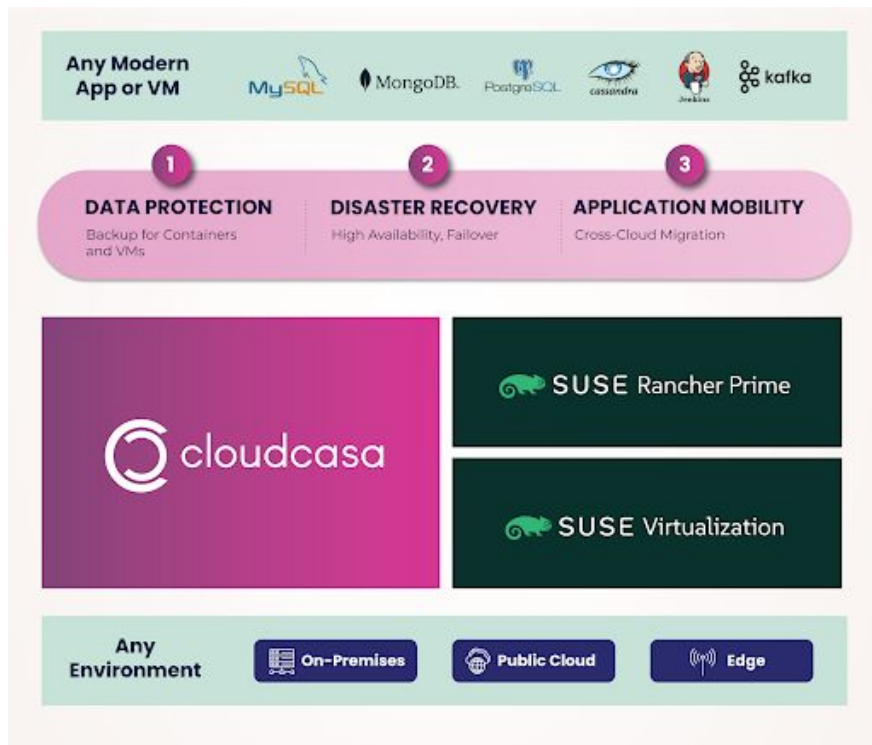 Any Modern
App or VM
MySQL
MongoDB.
PostgreSQL
cassandra
Jenkins
kafka
1
DATA PROTECTION
Backup for Containers
and VMs
2
DISASTER RECOVERY
High Availability, Failover
3
APPLICATION MOBILITY
Cross-Cloud Migration
cloudcasa
SUSE Rancher Prime
SUSE Virtualization
Any
Environment
On-Premises
Public Cloud
Edge